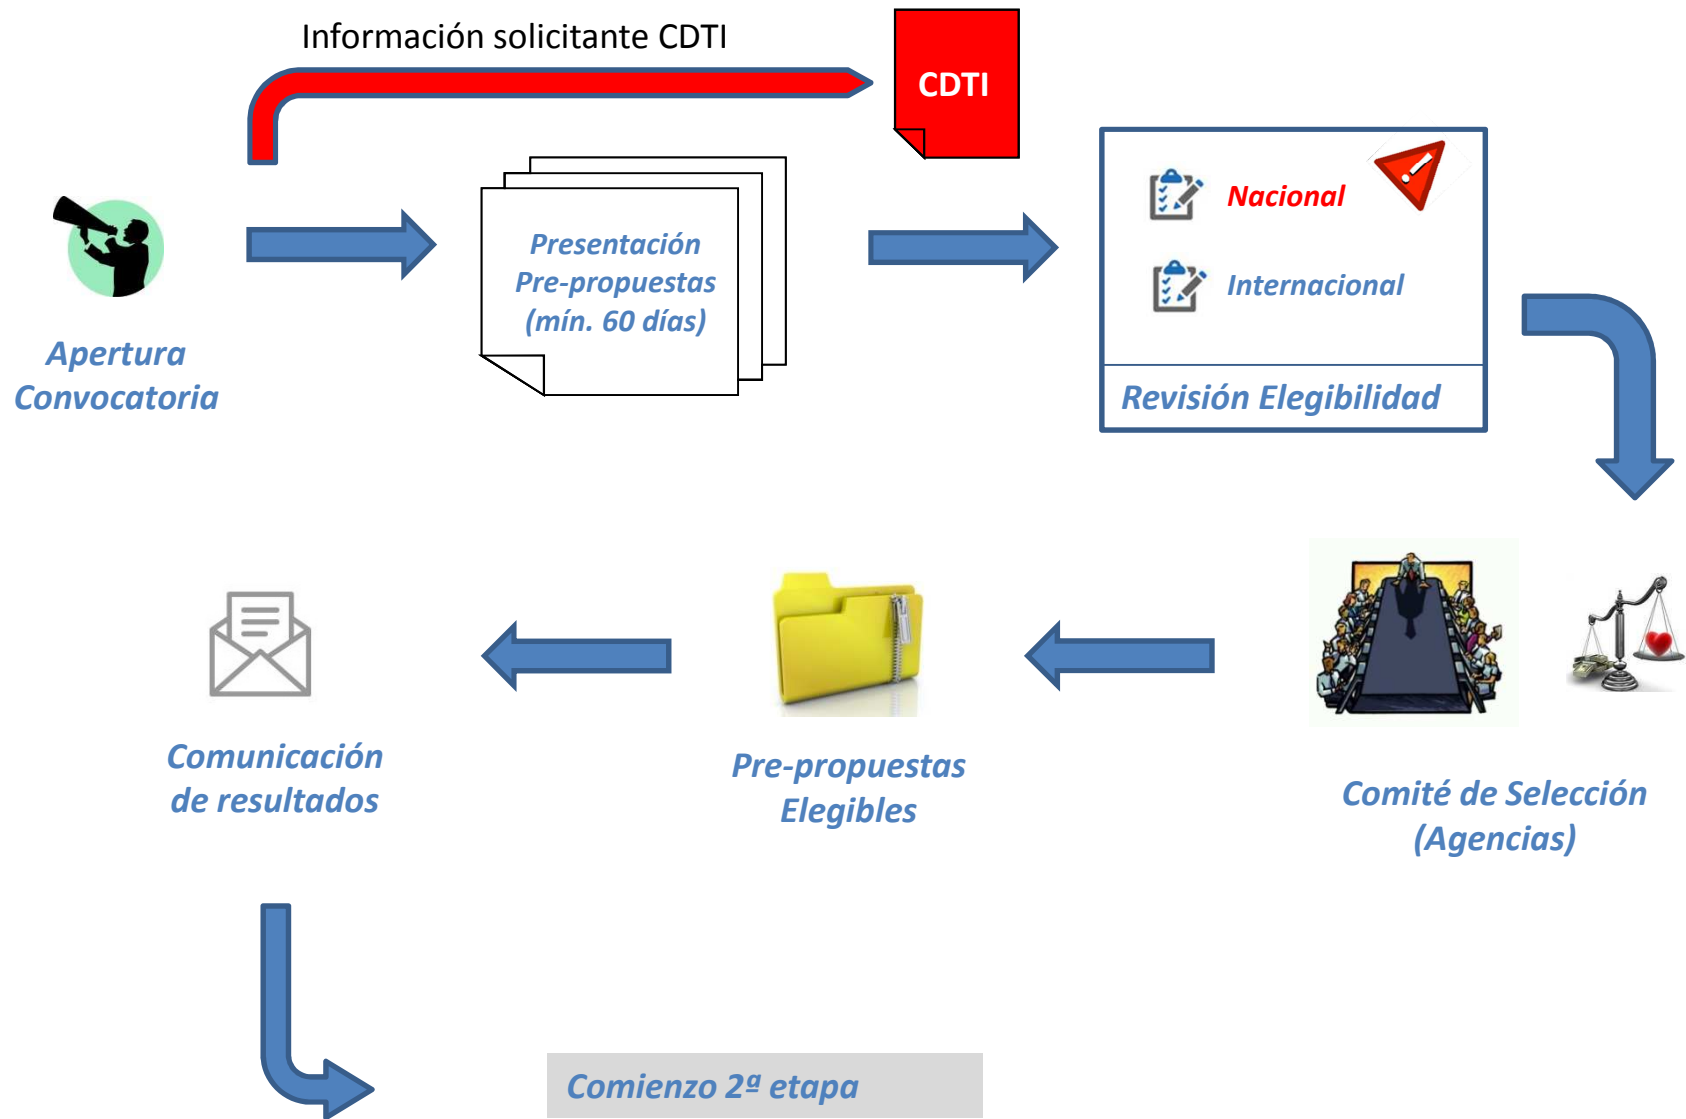 Información solicitante CDTI
CDTI
Nacional
Internacional
Revisión Elegibilidad
Presentación
Pre-propuestas
(mín. 60 días)
Apertura
Convocatoria
Comunicación
de resultados
Pre-propuestas
Elegibles
Comité de Selección
(Agencias)
Comienzo 2ª etapa